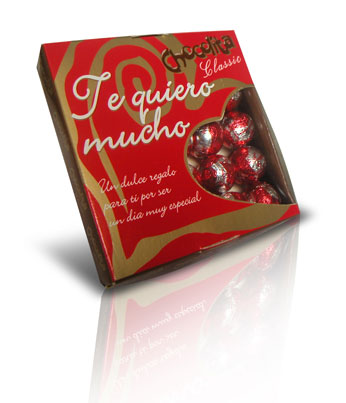 Chocolita
Classic
Te quiero
mucho
Un dulce regalo
para ti por ser
un día muy especial